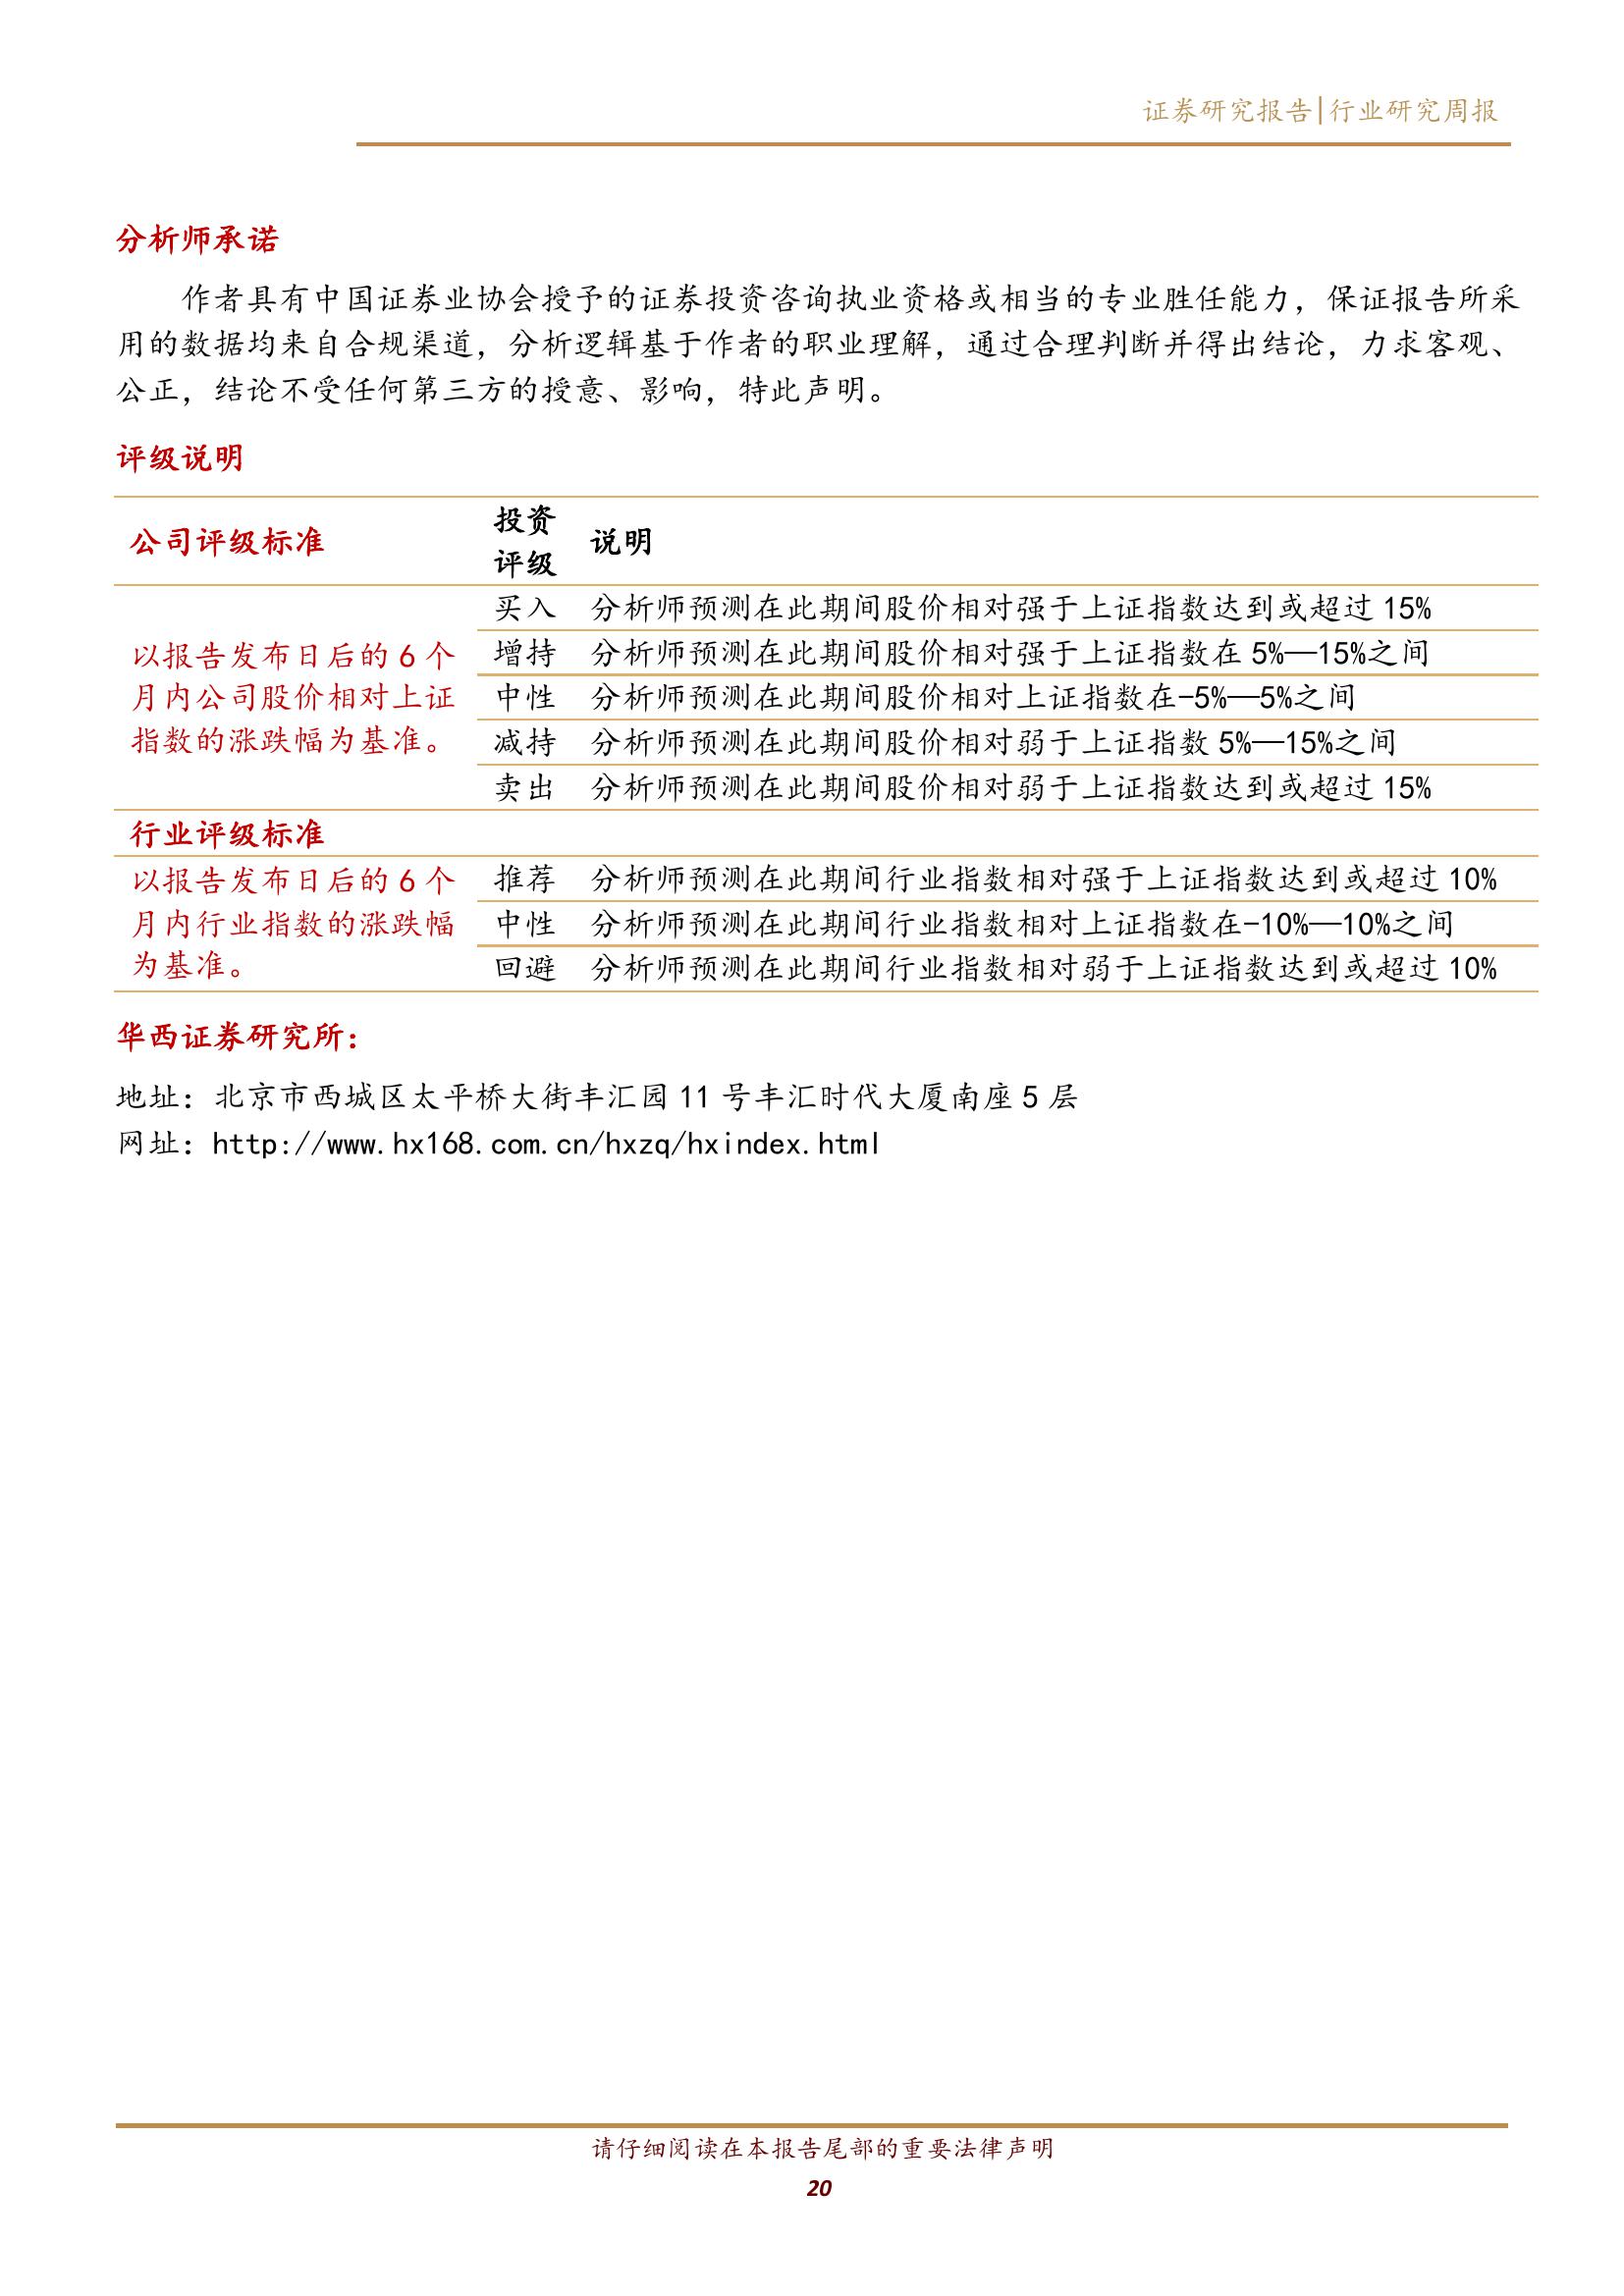 证券研究报告|行业研究周报
分析师承诺
作者具有中国证券业协会授予的证券投资咨询执业资格或相当的专业胜任能力，保证报告所采
用的数据均来自合规渠道，分析逻辑基于作者的职业理解，通过合理判断并得出结论，力求客观、
公正，结论不受任何第三方的授意、影响，特此声明。
评级说明
公司评级标准 投资评级 说明
以报告发布日后的 6 个
月内公司股价相对上证
指数的涨跌幅为基准。
买入 分析师预测在此期间股价相对强于上证指数达到或超过 15%
增持 分析师预测在此期间股价相对强于上证指数在 5%—15%之间
中性 分析师预测在此期间股价相对上证指数在-5%—5%之间
减持 分析师预测在此期间股价相对弱于上证指数 5%—15%之间
卖出 分析师预测在此期间股价相对弱于上证指数达到或超过 15%
行业评级标准
以报告发布日后的 6 个
月内行业指数的涨跌幅
为基准。
推荐 分析师预测在此期间行业指数相对强于上证指数达到或超过 10%
中性 分析师预测在此期间行业指数相对上证指数在-10%—10%之间
回避 分析师预测在此期间行业指数相对弱于上证指数达到或超过 10%
华西证券研究所：
地址：北京市西城区太平桥大街丰汇园 11 号丰汇时代大厦南座 5 层
网址：http://www.hx168.com.cn/hxzq/hxindex.html
请仔细阅读在本报告尾部的重要法律声明
20